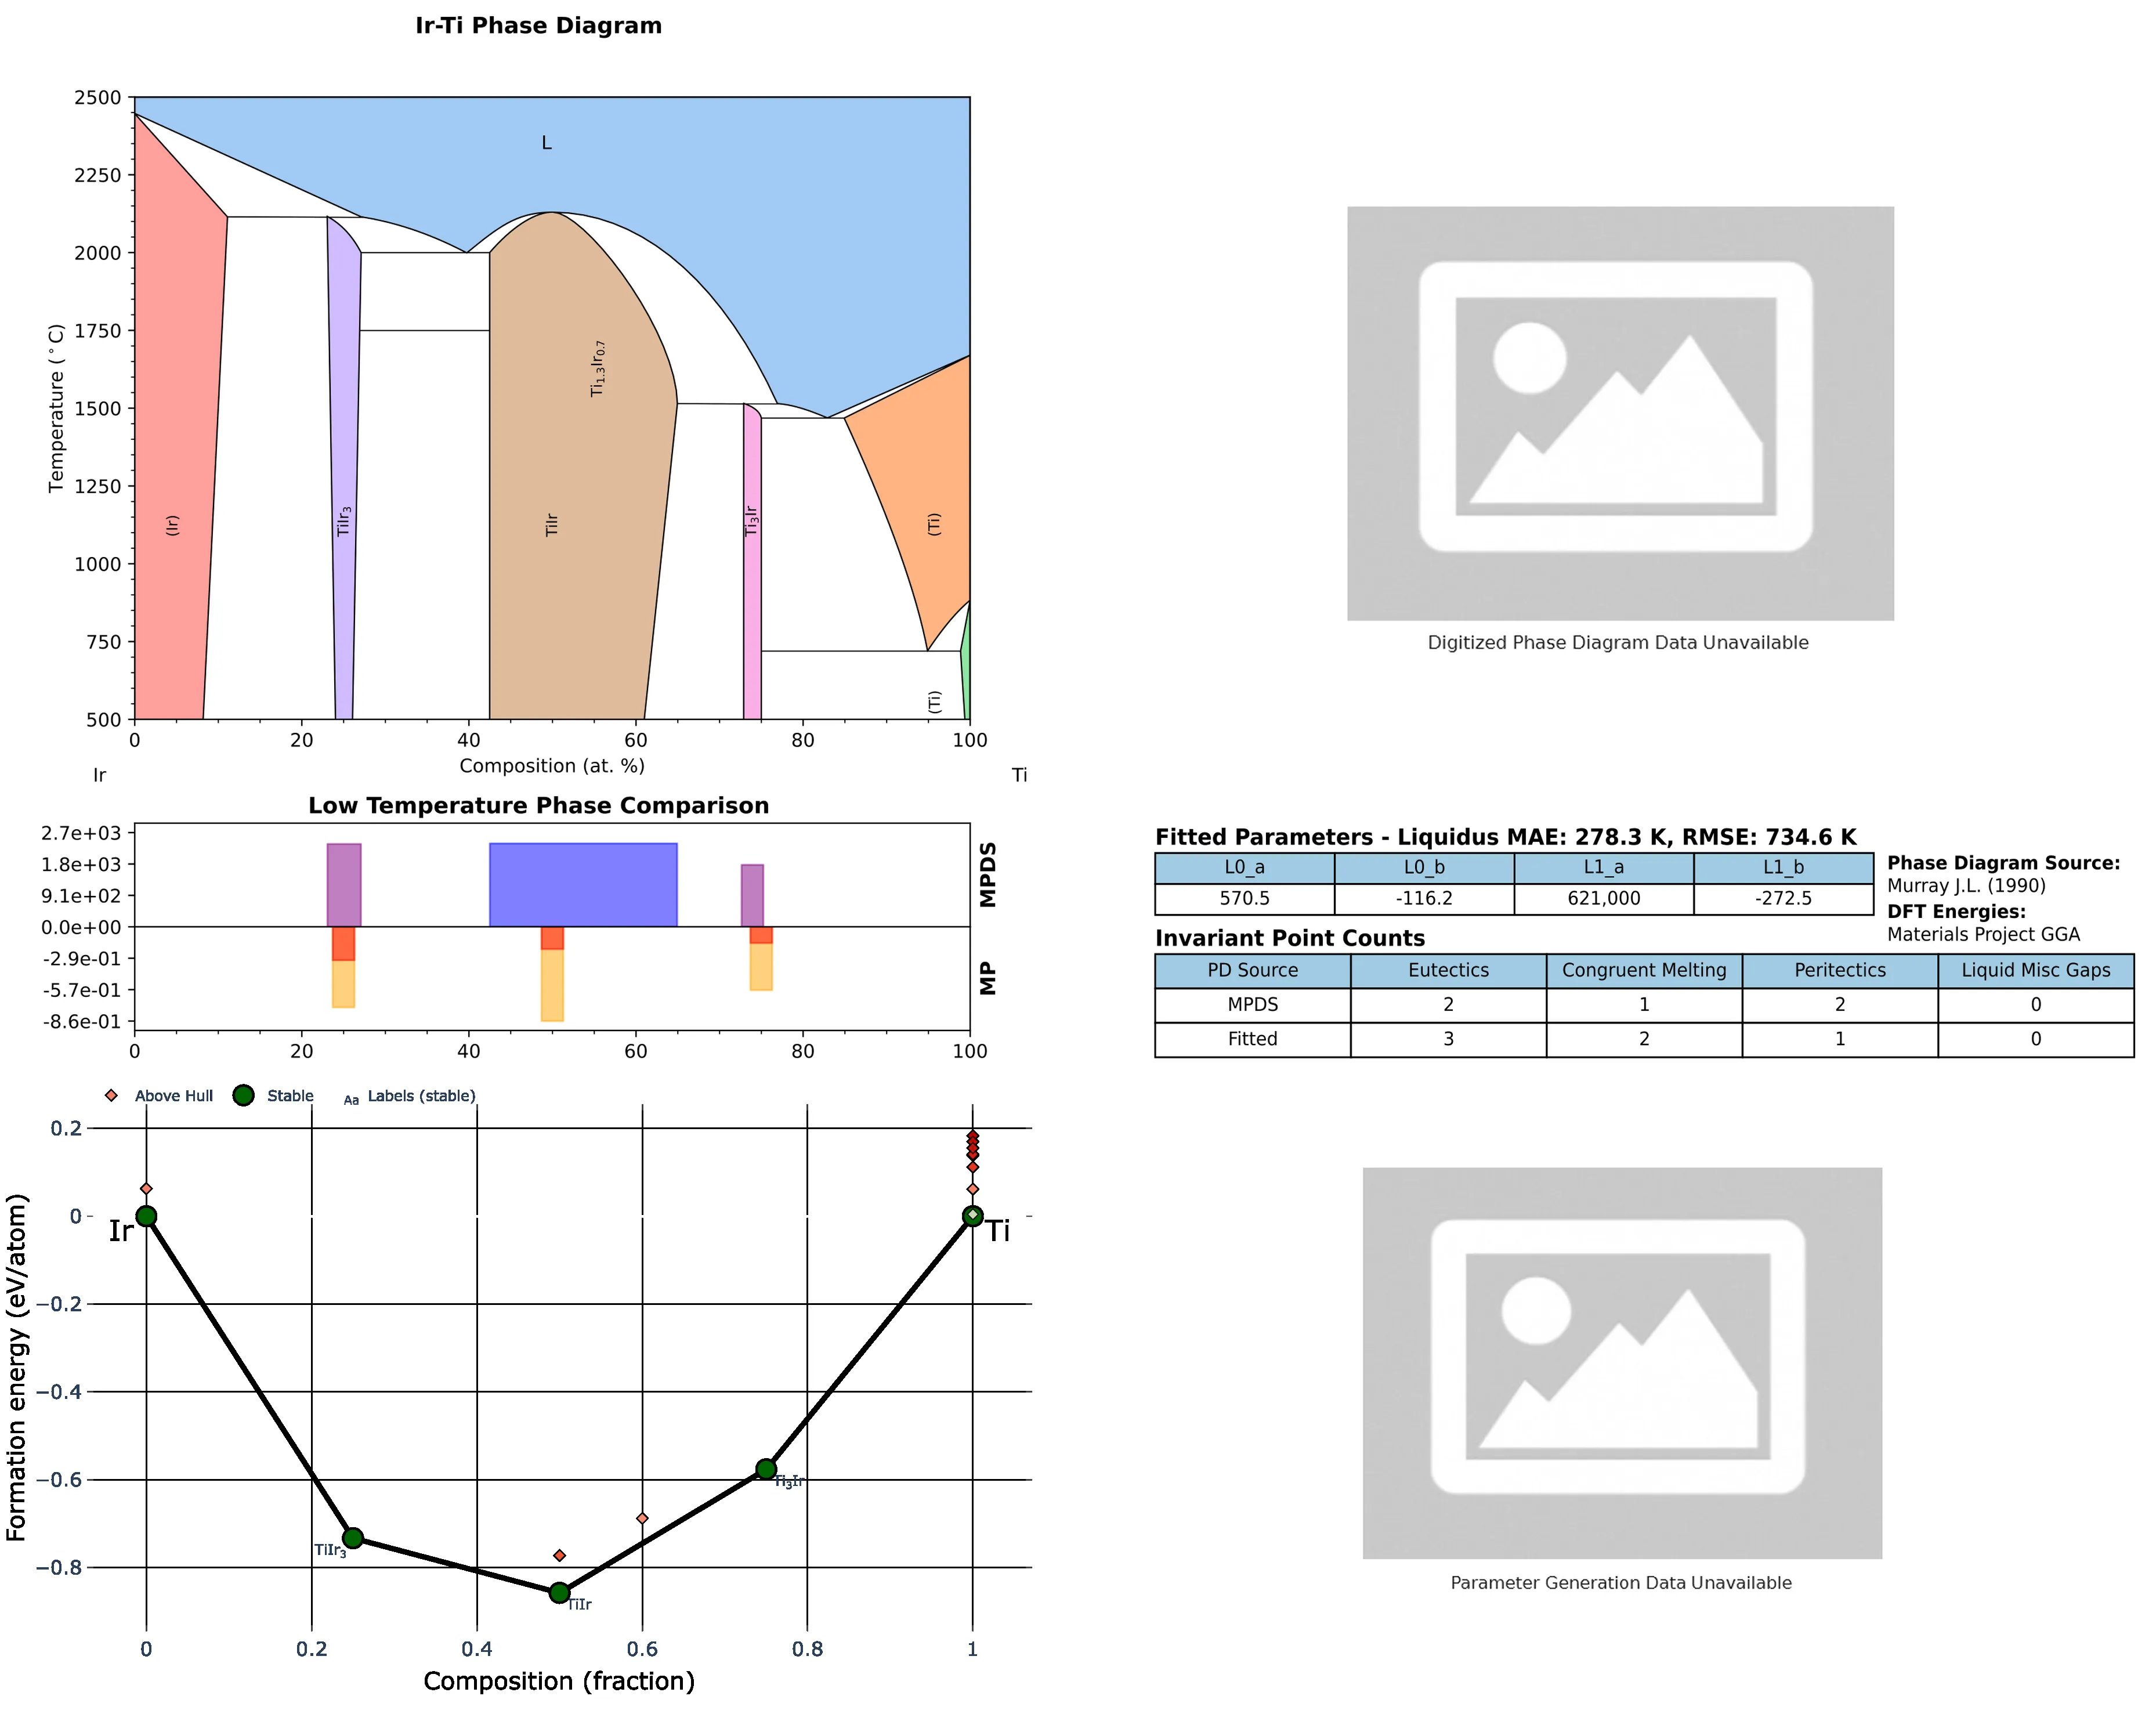 Ir-Ti Phase Diagram
2500
2250
2000
1750
1500
1250
1000
750
500
Temperature (°C)
L
(Ir)
TiIr3
TiIr
Ti1.3Ir0.7
Ti3Ir
(Ti)
(Ti)
0 20 40 60 80 100
Composition (at. %)
Ir Ti
Digitized Phase Diagram Data Unavailable
Low Temperature Phase Comparison
2.7e+03
1.8e+03
9.1e+02
0.0e+00
-2.9e-01
-5.7e-01
-8.6e-01
MPDS
MP
0 20 40 60 80 100
Fitted Parameters - Liquidus MAE: 278.3 K, RMSE: 734.6 K
L0_a L0_b L1_a L1_b
570.5 -116.2 621,000 -272.5
Phase Diagram Source:
Murray J.L. (1990)
DFT Energies:
Materials Project GGA
Invariant Point Counts
PD Source Eutectics Congruent Melting Peritectics Liquid Misc Gaps
MPDS 2 1 2 0
Fitted 3 2 1 0
Above Hull Stable Aa Labels (stable)
0.2
0
−0.2
−0.4
−0.6
−0.8
Formation energy (eV/atom)
Ir
Ti
TiIr3
TiIr
Ti3Ir
0 0.2 0.4 0.6 0.8 1
Composition (fraction)
Parameter Generation Data Unavailable